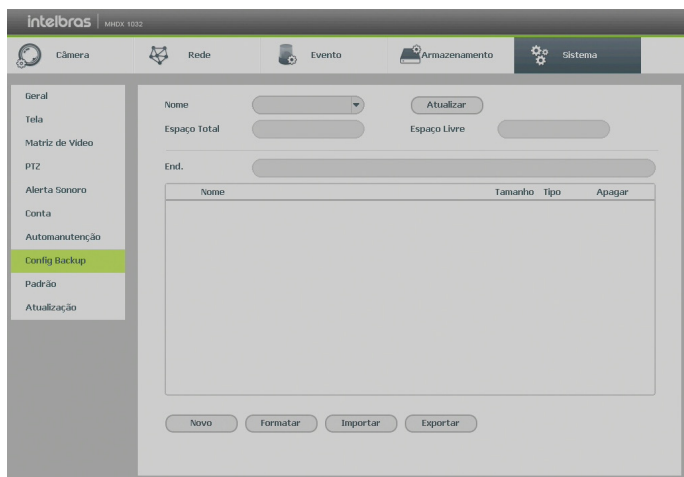 intelbras | MHDX 1032
Câmera Rede Evento Armazenamento Sistema
Geral
Tela
Matriz de Vídeo
PTZ
Alerta Sonoro
Conta
Automanutenção
Config Backup
Padrão
Atualização
Nome Atualizar
Espaço Total Espaço Livre
End.
Nome Tamanho Tipo Apagar
Novo Formatar Importar Exportar